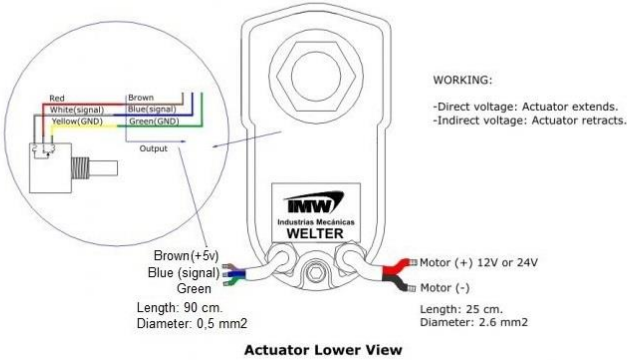 Red Brown
White(signal) Blue(signal)
Yellow(GND) Green(GND)
Output
WORKING:
-Direct voltage: Actuator extends.
-Indirect voltage: Actuator retracts.
IMW
Industrias Mecánicas
WELTER
Brown(+5v)
Blue (signal)
Green
Length: 90 cm.
Diameter: 0,5 mm2
Motor (+) 12V or 24V
Motor (-)
Length: 25 cm.
Diameter: 2.6 mm2
Actuator Lower View